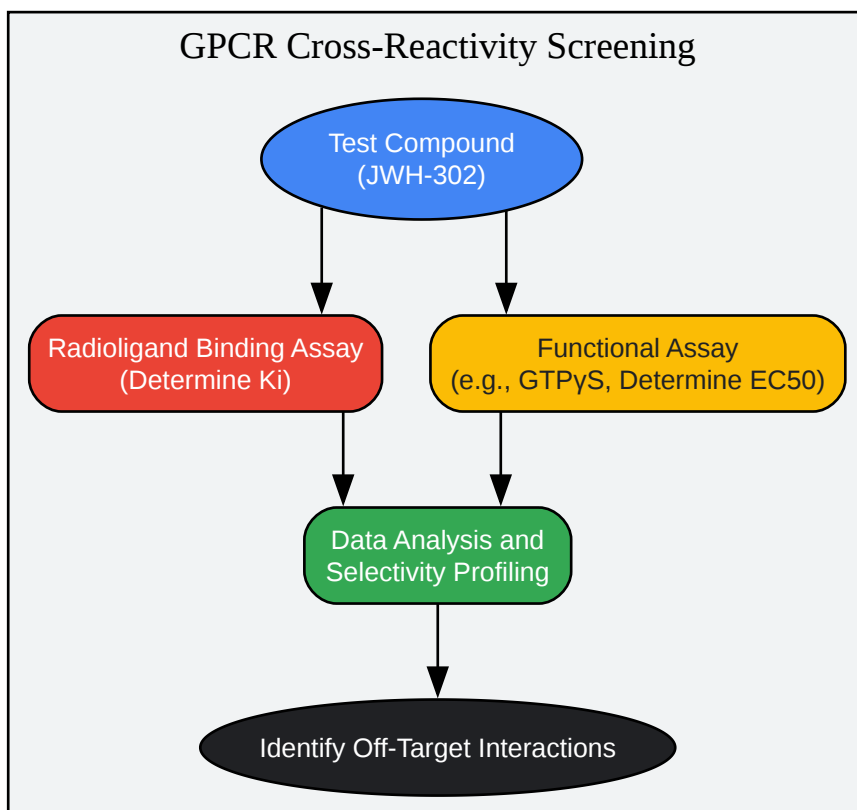 GPCR Cross-Reactivity Screening
Test Compound
(JWH-302)
Radioligand Binding Assay
(Determine Ki)
Functional Assay
(e.g., GTPγS, Determine EC50)
Data Analysis and
Selectivity Profiling
Identify Off-Target Interactions